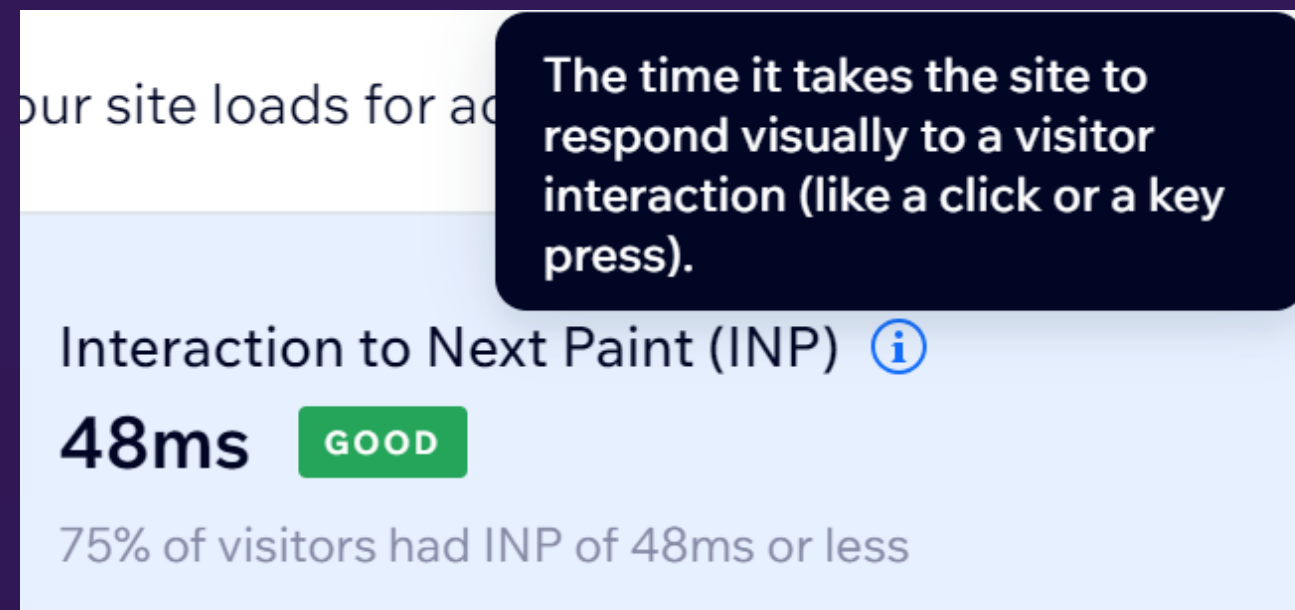 our site loads for
The time it takes the site to
respond visually to a visitor
interaction (like a click or a key
press).
Interaction to Next Paint (INP)
48ms GOOD
75% of visitors had INP of 48ms or less